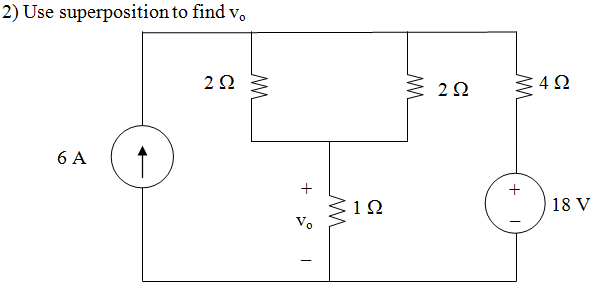 2) Use superposition to find vₒ
2 Ω
2 Ω
4 Ω
6 A
+
vₒ
–
1 Ω
+
–
18 V